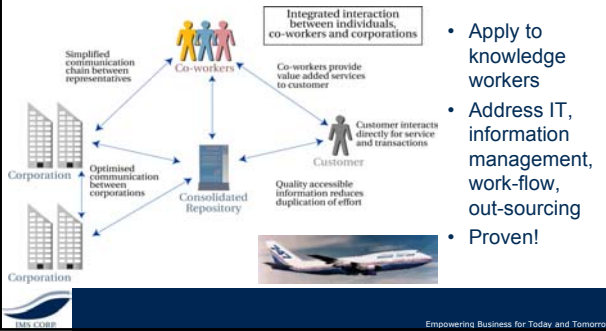 Integrated interaction
between individuals,
co-workers and corporations
Simplified
communication
chain between
representatives
Co-workers
Co-workers provide
value added services
to customer
Corporation
Optimised
communication
between
corporations
Consolidated
Repository
Customer interacts
directly for service
and transactions
Customer
Quality accessible
information reduces
duplication of effort
Corporation
• Apply to
knowledge
workers
• Address IT,
information
management,
work-flow,
out-sourcing
• Proven!
IMS CORP.
Empowering Business for Today and Tomorro